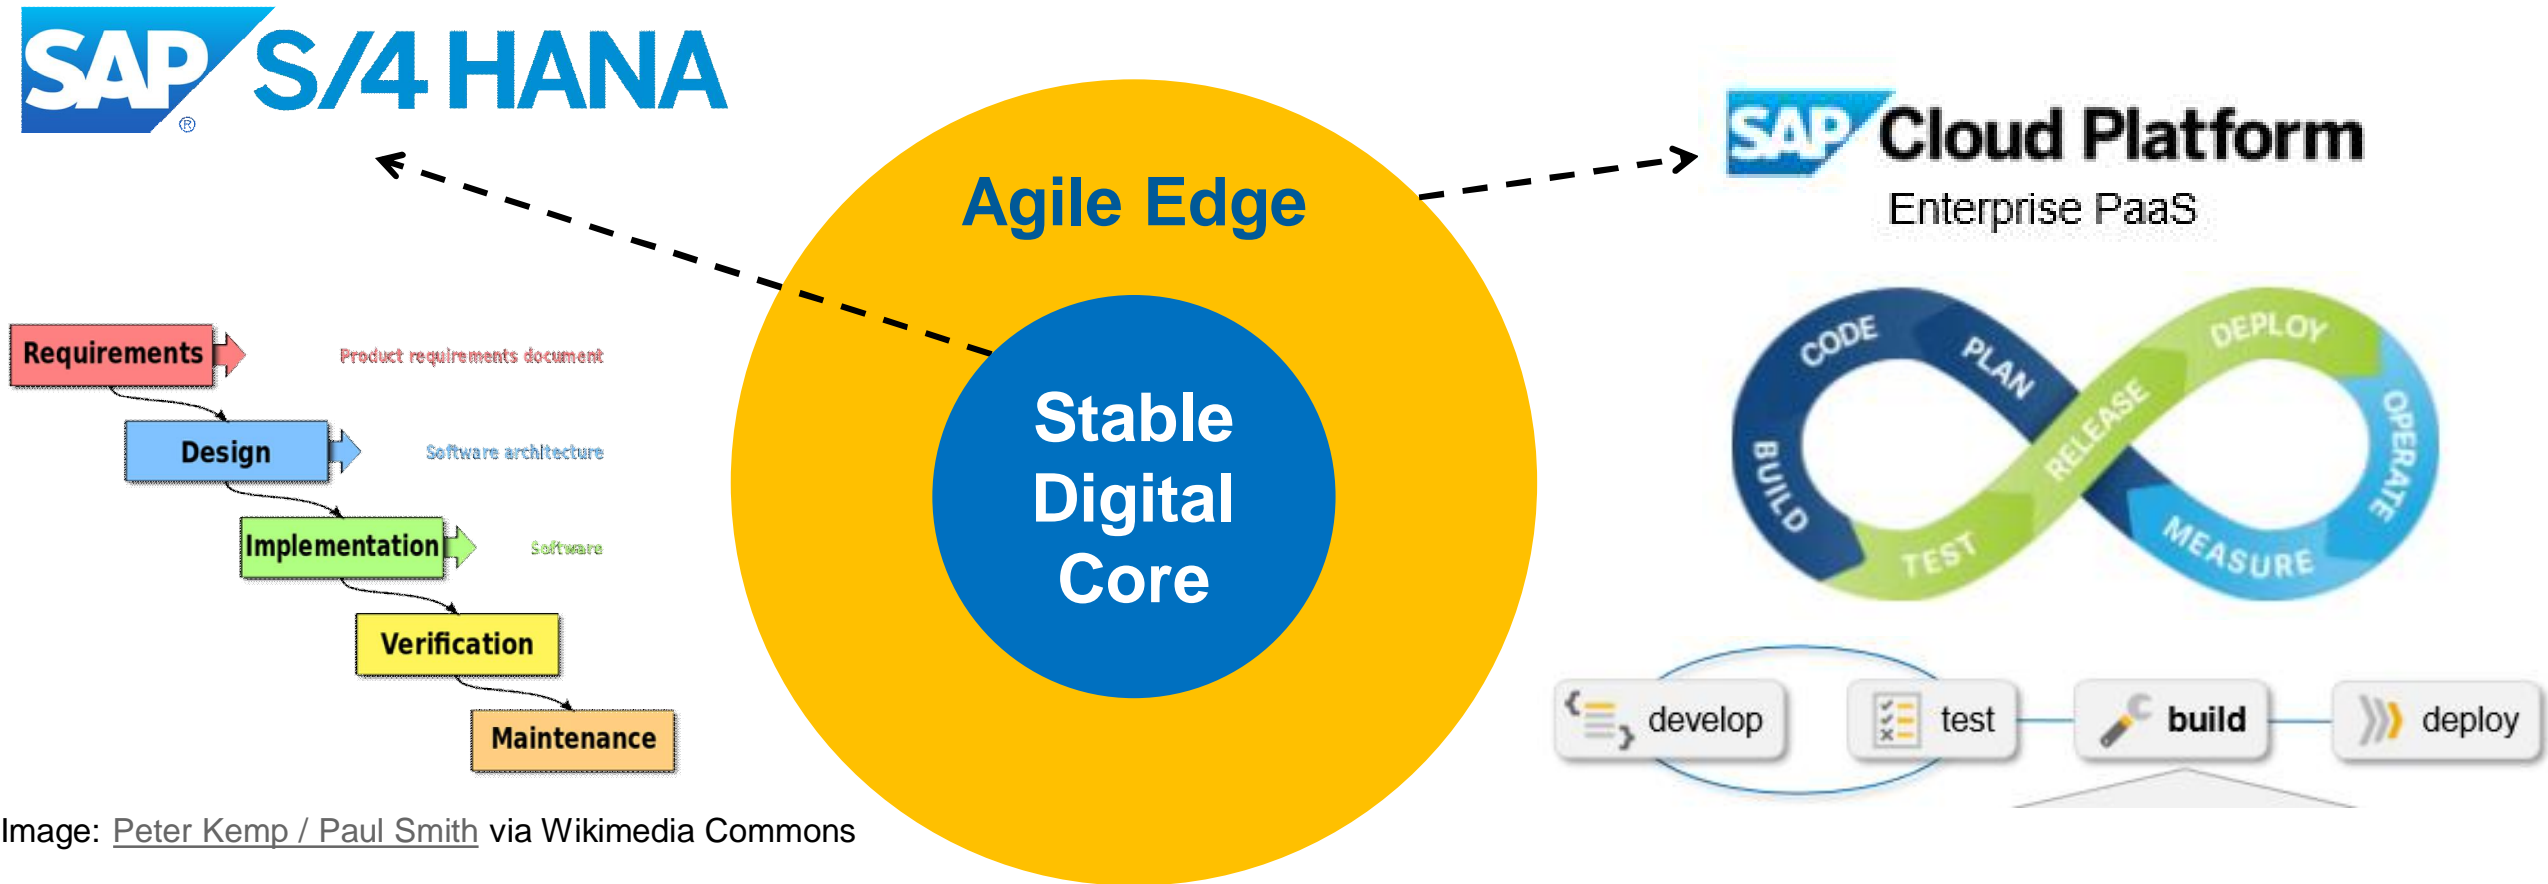 SAP S/4 HANA
®
Requirements
Product requirements document
Design
Software architecture
Implementation
Software
Verification
Maintenance
Image: Peter Kemp / Paul Smith via Wikimedia Commons
Agile Edge
Stable
Digital
Core
SAP Cloud Platform
Enterprise PaaS
CODE
PLAN
BUILD
TEST
RELEASE
DEPLOY
OPERATE
MEASURE
develop
test
build
deploy